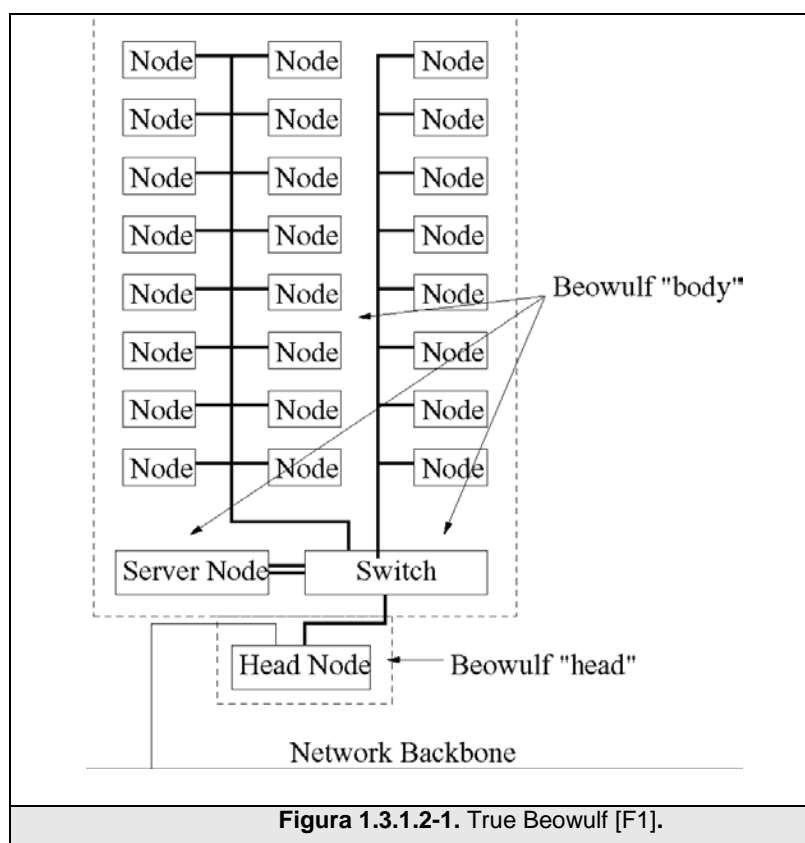 Node Node Node
Node Node Node
Node Node Node
Node Node Node
Node Node Node
Beowulf "body"
Node Node Node
Node Node Node
Node Node Node
Server Node Switch
Head Node Beowulf "head"
Network Backbone
Figura 1.3.1.2-1. True Beowulf [F1].